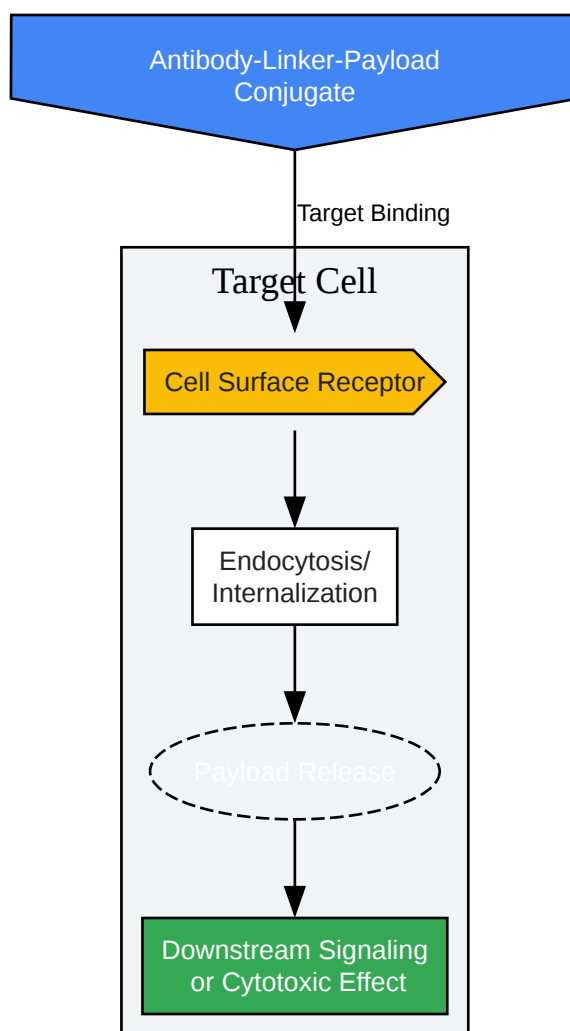 Antibody-Linker-Payload
Conjugate
Target Binding
Target Cell
Cell Surface Receptor
Endocytosis/
Internalization
Payload Release
Downstream Signaling
or Cytotoxic Effect